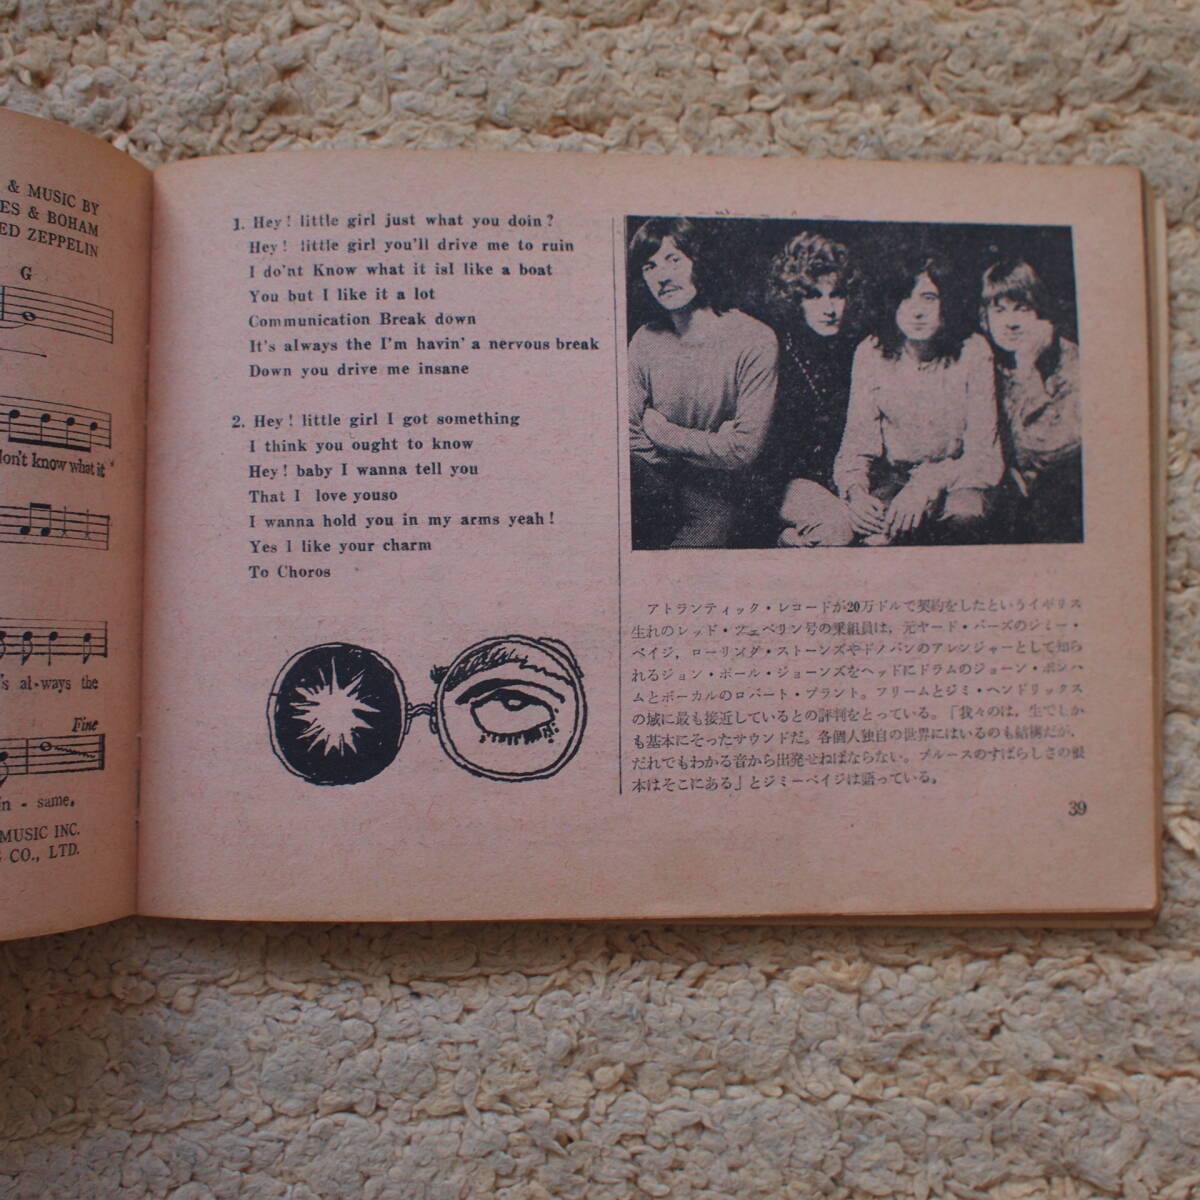 & MUSIC BY
ES & BOHAM
ED ZEPPELIN
G
don't know what it
's al-ways the
Fine
in - same.
MUSIC INC.
CO., LTD.
1. Hey! little girl just what you doin?
Hey! little girl you'll drive me to ruin
I do'nt Know what it isI like a boat
You but I like it a lot
Communication Break down
It's always the I'm havin' a nervous break
Down you drive me insane
2. Hey! little girl I got something
I think you ought to know
Hey! baby I wanna tell you
That I love youso
I wanna hold you in my arms yeah!
Yes I like your charm
To Choros
アトランティック・レコードが20万ドルで契約をしたというイギリス
生れのレッド・ツェペリン号の乗組員は，元ヤード・バーズのジミー・
ペイジ，ローリング・ストーンズやドノバンのアレンジャーとして知ら
れるジョン・ポール・ジョーンズをヘッドにドラムのジョーン・ボンハ
ムとボーカルのロバート・プラント。クリームとジミ・ヘンドリックス
の域に最も接近しているとの評判をとっている。「我々のは，生でしか
も基本にそったサウンドだ。各個人独自の世界にはいるのも結構だが，
だれでもわかる音から出発せねばならない。ブルースのすばらしさの根
本はそこにある」とジミーペイジは語っている。
39